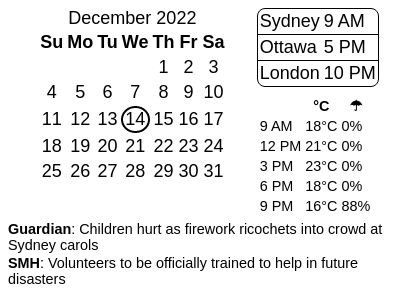 December 2022
Su Mo Tu We Th Fr Sa
1 2 3
4 5 6 7 8 9 10
11 12 13 14 15 16 17
18 19 20 21 22 23 24
25 26 27 28 29 30 31
Sydney 9 AM
Ottawa 5 PM
London 10 PM
°C ☂
9 AM 18°C 0%
12 PM 21°C 0%
3 PM 23°C 0%
6 PM 18°C 0%
9 PM 16°C 88%
Guardian: Children hurt as firework ricochets into crowd at
Sydney carols
SMH: Volunteers to be officially trained to help in future
disasters